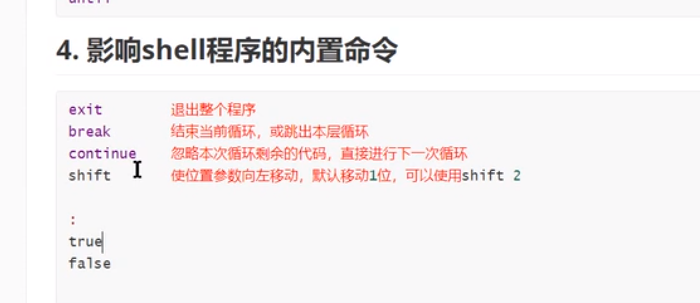 4. 影响shell程序的内置命令
exit 退出整个程序
break 结束当前循环，或跳出本层循环
continue 忽略本次循环剩余的代码，直接进行下一次循环
shift 使位置参数向左移动，默认移动1位，可以使用shift 2
:
true
false